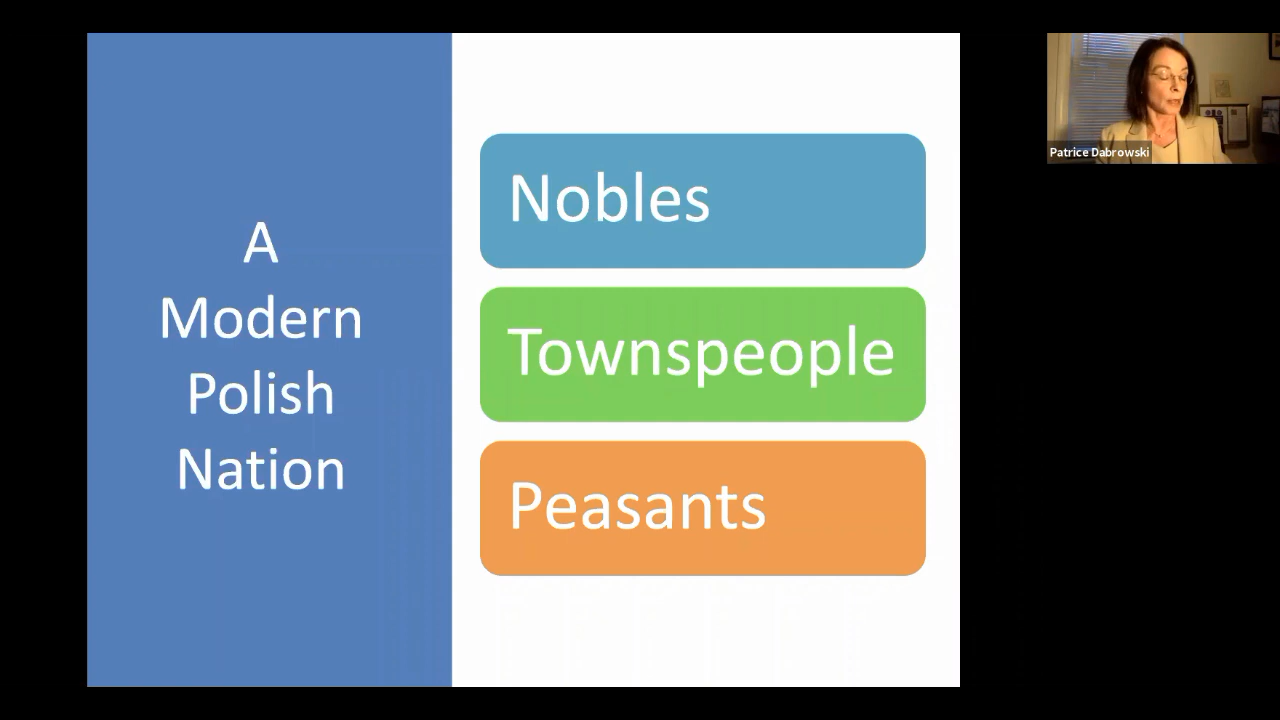 A
Modern
Polish
Nation
Nobles
Townspeople
Peasants
Patrice Dabrowski